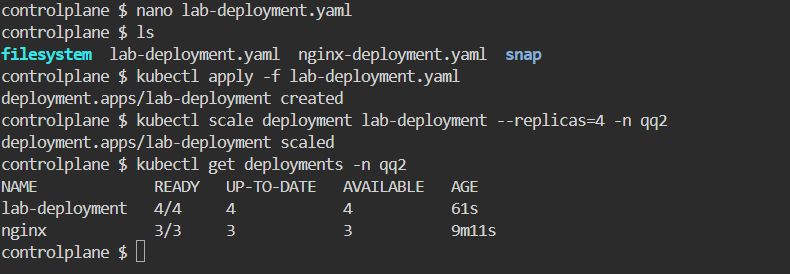 controlplane $ nano lab-deployment.yaml
controlplane $ ls
filesystem  lab-deployment.yaml  nginx-deployment.yaml  snap
controlplane $ kubectl apply -f lab-deployment.yaml
deployment.apps/lab-deployment created
controlplane $ kubectl scale deployment lab-deployment --replicas=4 -n qq2
deployment.apps/lab-deployment scaled
controlplane $ kubectl get deployments -n qq2
NAME             READY   UP-TO-DATE   AVAILABLE   AGE
lab-deployment   4/4     4            4           61s
nginx            3/3     3            3           9m11s
controlplane $